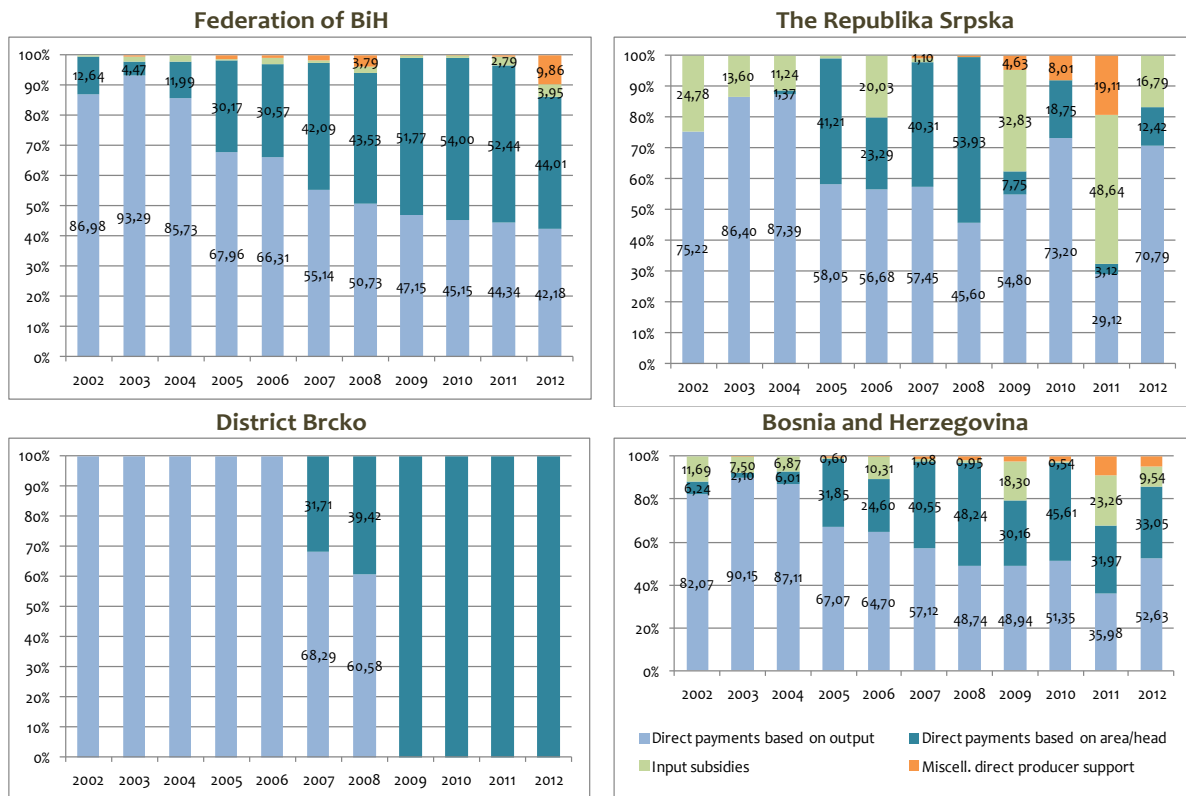 Federation of BiH
100%
90%
80%
70%
60%
50%
40%
30%
20%
10%
0%
12,64 4,47 11,99 30,17 30,57 42,09 3,79 43,53 51,77 54,00 2,79 52,44 9,86 3,95 44,01
86,98 93,29 85,73 67,96 66,31 55,14 50,73 47,15 45,15 44,34 42,18
2002 2003 2004 2005 2006 2007 2008 2009 2010 2011 2012
The Republika Srpska
100%
90%
80%
70%
60%
50%
40%
30%
20%
10%
0%
24,78 13,60 11,24 1,37 41,21 20,03 23,29 1,10 40,31 53,93 4,63 32,83 7,75 8,01 18,75 19,11 48,64 3,12 16,79 12,42
75,22 86,40 87,39 58,05 56,68 57,45 45,60 54,80 73,20 29,12 70,79
2002 2003 2004 2005 2006 2007 2008 2009 2010 2011 2012
District Brcko
100%
90%
80%
70%
60%
50%
40%
30%
20%
10%
0%
31,71 39,42
68,29 60,58
2002 2003 2004 2005 2006 2007 2008 2009 2010 2011 2012
Bosnia and Herzegovina
100%
80%
60%
40%
20%
0%
11,69 6,24 7,50 2,10 6,87 6,01 0,60 31,85 10,31 24,60 1,08 40,55 0,95 48,24 18,30 30,16 0,54 45,61 23,26 31,97 9,54 33,05
82,07 90,15 87,11 67,07 64,70 57,12 48,74 48,94 51,35 35,98 52,63
2002 2003 2004 2005 2006 2007 2008 2009 2010 2011 2012
Direct payments based on output
Direct payments based on area/head
Input subsidies
Miscell. direct producer support